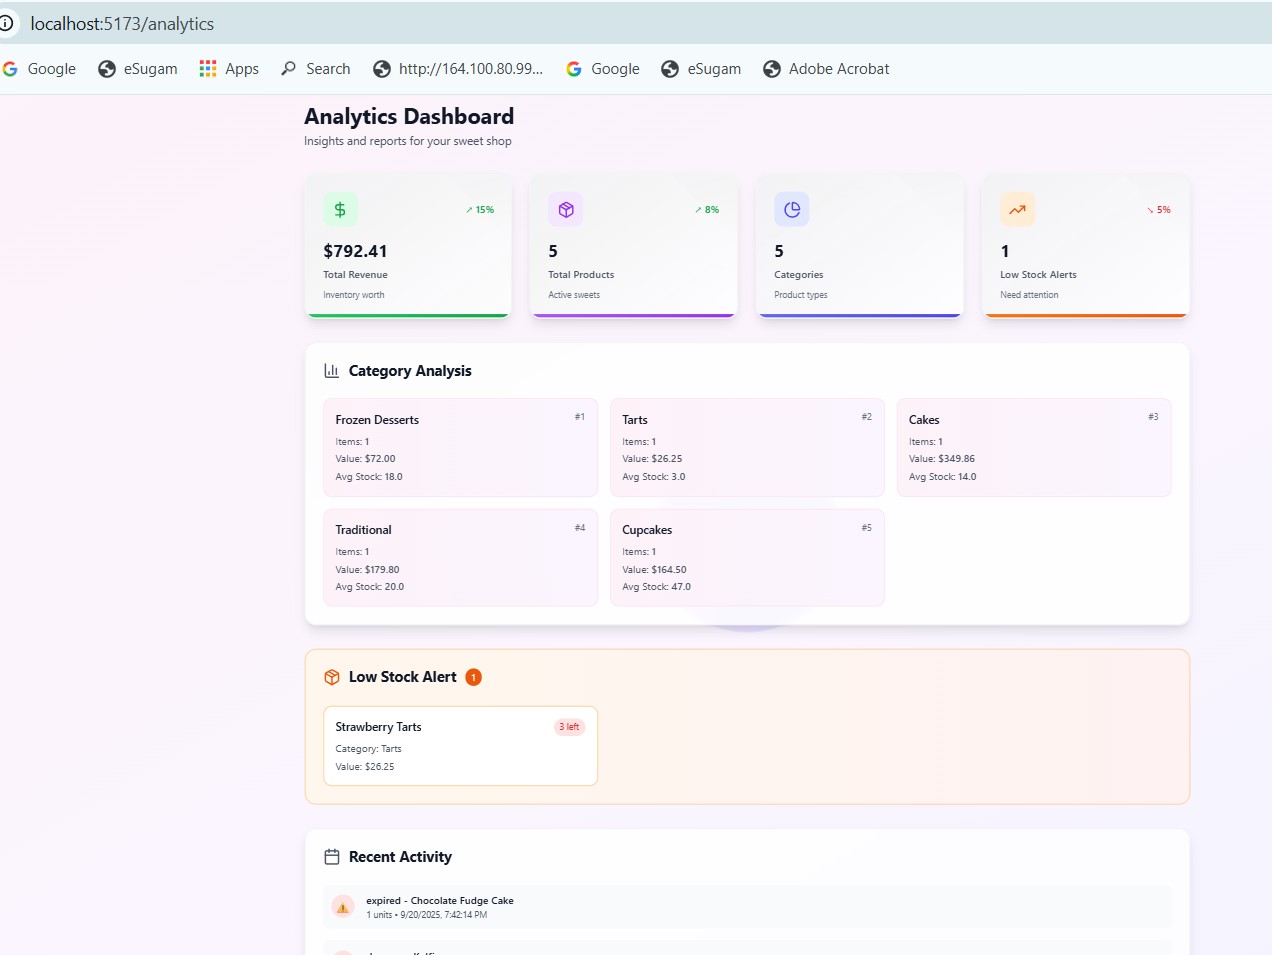 localhost:5173/analytics
Google eSugam Apps Search http://164.100.80.99... Google eSugam Adobe Acrobat
Analytics Dashboard
Insights and reports for your sweet shop
↗ 15%
$792.41
Total Revenue
Inventory worth
↗ 8%
5
Total Products
Active sweets
5
Categories
Product types
↘ 5%
1
Low Stock Alerts
Need attention
Category Analysis
Frozen Desserts #1
Items: 1
Value: $72.00
Avg Stock: 18.0
Tarts #2
Items: 1
Value: $26.25
Avg Stock: 3.0
Cakes #3
Items: 1
Value: $349.86
Avg Stock: 14.0
Traditional #4
Items: 1
Value: $179.80
Avg Stock: 20.0
Cupcakes #5
Items: 1
Value: $164.50
Avg Stock: 47.0
Low Stock Alert 1
Strawberry Tarts 3 left
Category: Tarts
Value: $26.25
Recent Activity
expired - Chocolate Fudge Cake
1 units • 9/20/2025, 7:42:14 PM